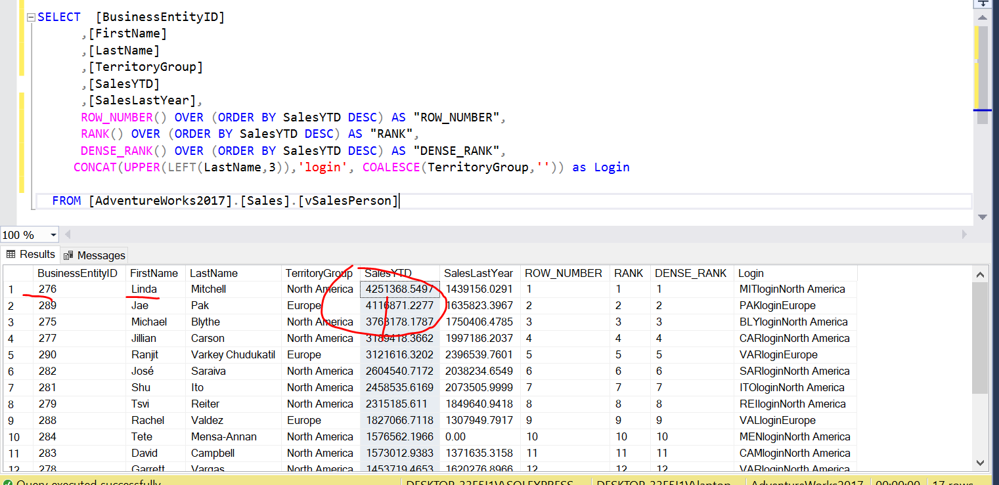 SELECT [BusinessEntityID]
,[FirstName]
,[LastName]
,[TerritoryGroup]
,[SalesYTD]
,[SalesLastYear],
ROW_NUMBER() OVER (ORDER BY SalesYTD DESC) AS "ROW_NUMBER",
RANK() OVER (ORDER BY SalesYTD DESC) AS "RANK",
DENSE_RANK() OVER (ORDER BY SalesYTD DESC) AS "DENSE_RANK",
CONCAT(UPPER(LEFT(LastName,3)),'login', COALESCE(TerritoryGroup,'')) as Login
FROM [AdventureWorks2017].[Sales].[vSalesPerson]
100 %
Results Messages
BusinessEntityID FirstName LastName TerritoryGroup SalesYTD SalesLastYear ROW_NUMBER RANK DENSE_RANK Login
1 276 Linda Mitchell North America 4251368.5497 1439156.0291 1 1 1 MITloginNorth America
2 289 Jae Pak Europe 4116871.2277 1635823.3967 2 2 2 PAKloginEurope
3 275 Michael Blythe North America 3763178.1787 1750406.4785 3 3 3 BLYloginNorth America
4 277 Jillian Carson North America 3189418.3662 1997186.2037 4 4 4 CARloginNorth America
5 290 Ranjit Varkey Chudukatil Europe 3121616.3202 2396539.7601 5 5 5 VARloginEurope
6 282 José Saraiva North America 2604540.7172 2038234.6549 6 6 6 SARloginNorth America
7 281 Shu Ito North America 2458535.6169 2073505.9999 7 7 7 ITOloginNorth America
8 279 Tsvi Reiter North America 2315185.611 1849640.9418 8 8 8 REIloginNorth America
9 288 Rachel Valdez Europe 1827066.7118 1307949.7917 9 9 9 VALloginEurope
10 284 Tete Mensa-Annan North America 1576562.1966 0.00 10 10 10 MENloginNorth America
11 283 David Campbell North America 1573012.9383 1371635.3158 11 11 11 CAMloginNorth America
12 278 Garrett Vargas North America 1453719.4653 1620276.8966 12 12 12 VARloginNorth America
Query executed successfully AdventureWorks2017 00:00:00 17 rows